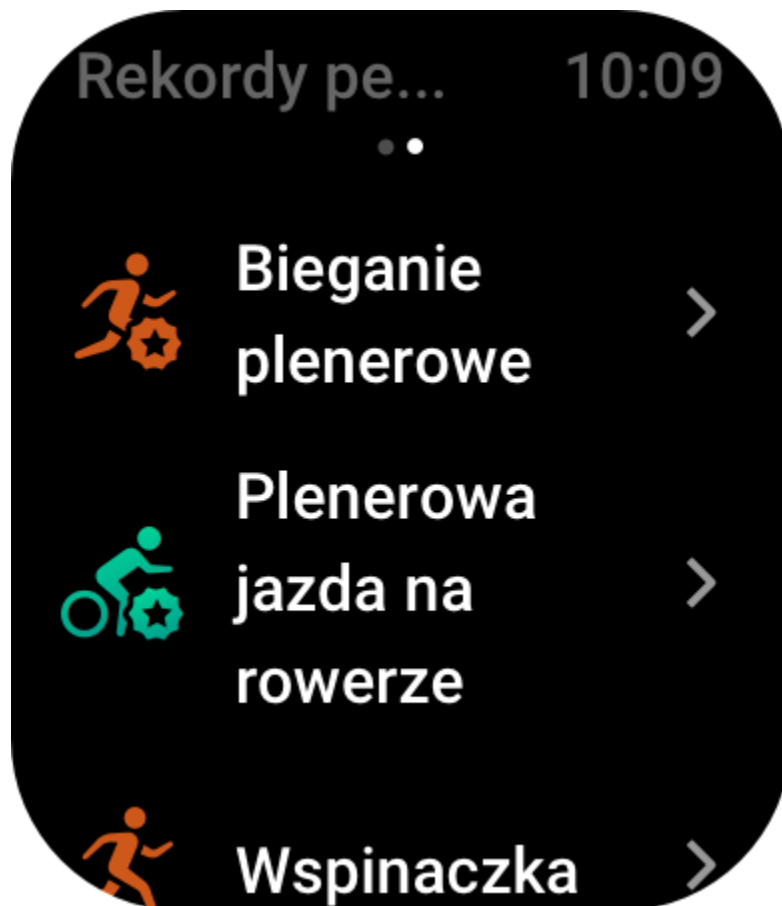 Rekordy pe... 10:09
Bieganie
plenerowe
Plenerowa
jazda na
rowerze
Wspinaczka